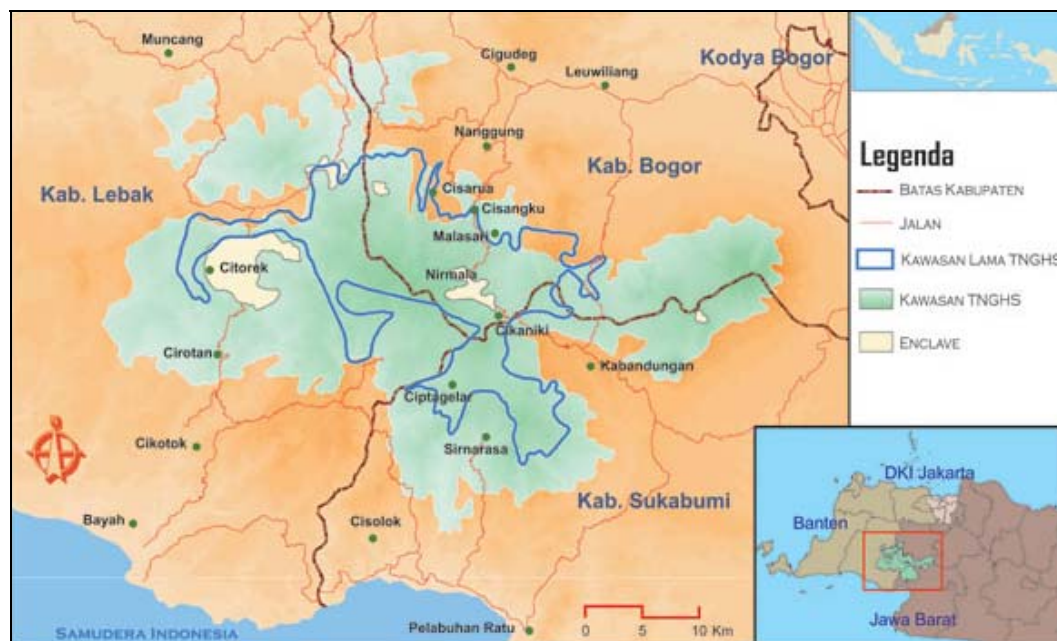 Muncang
Cigudeg
Kodya Bogor
Leuwiliang
Nanggung
Kab. Bogor
Kab. Lebak
Cisarua
Cisangku
Malasari
Citorek
Nirmala
Cikaniki
Cirotan
Kabandungan
Ciptagelar
Cikotok
Sirnarasa
Kab. Sukabumi
Bayah
Cisolok
Pelabuhan Ratu
SAMUDERA INDONESIA
0 5 10 Km
Legenda
BATAS KABUPATEN
JALAN
KAWASAN LAMA TNGHS
KAWASAN TNGHS
ENCLAVE
DKI Jakarta
Banten
Jawa Barat